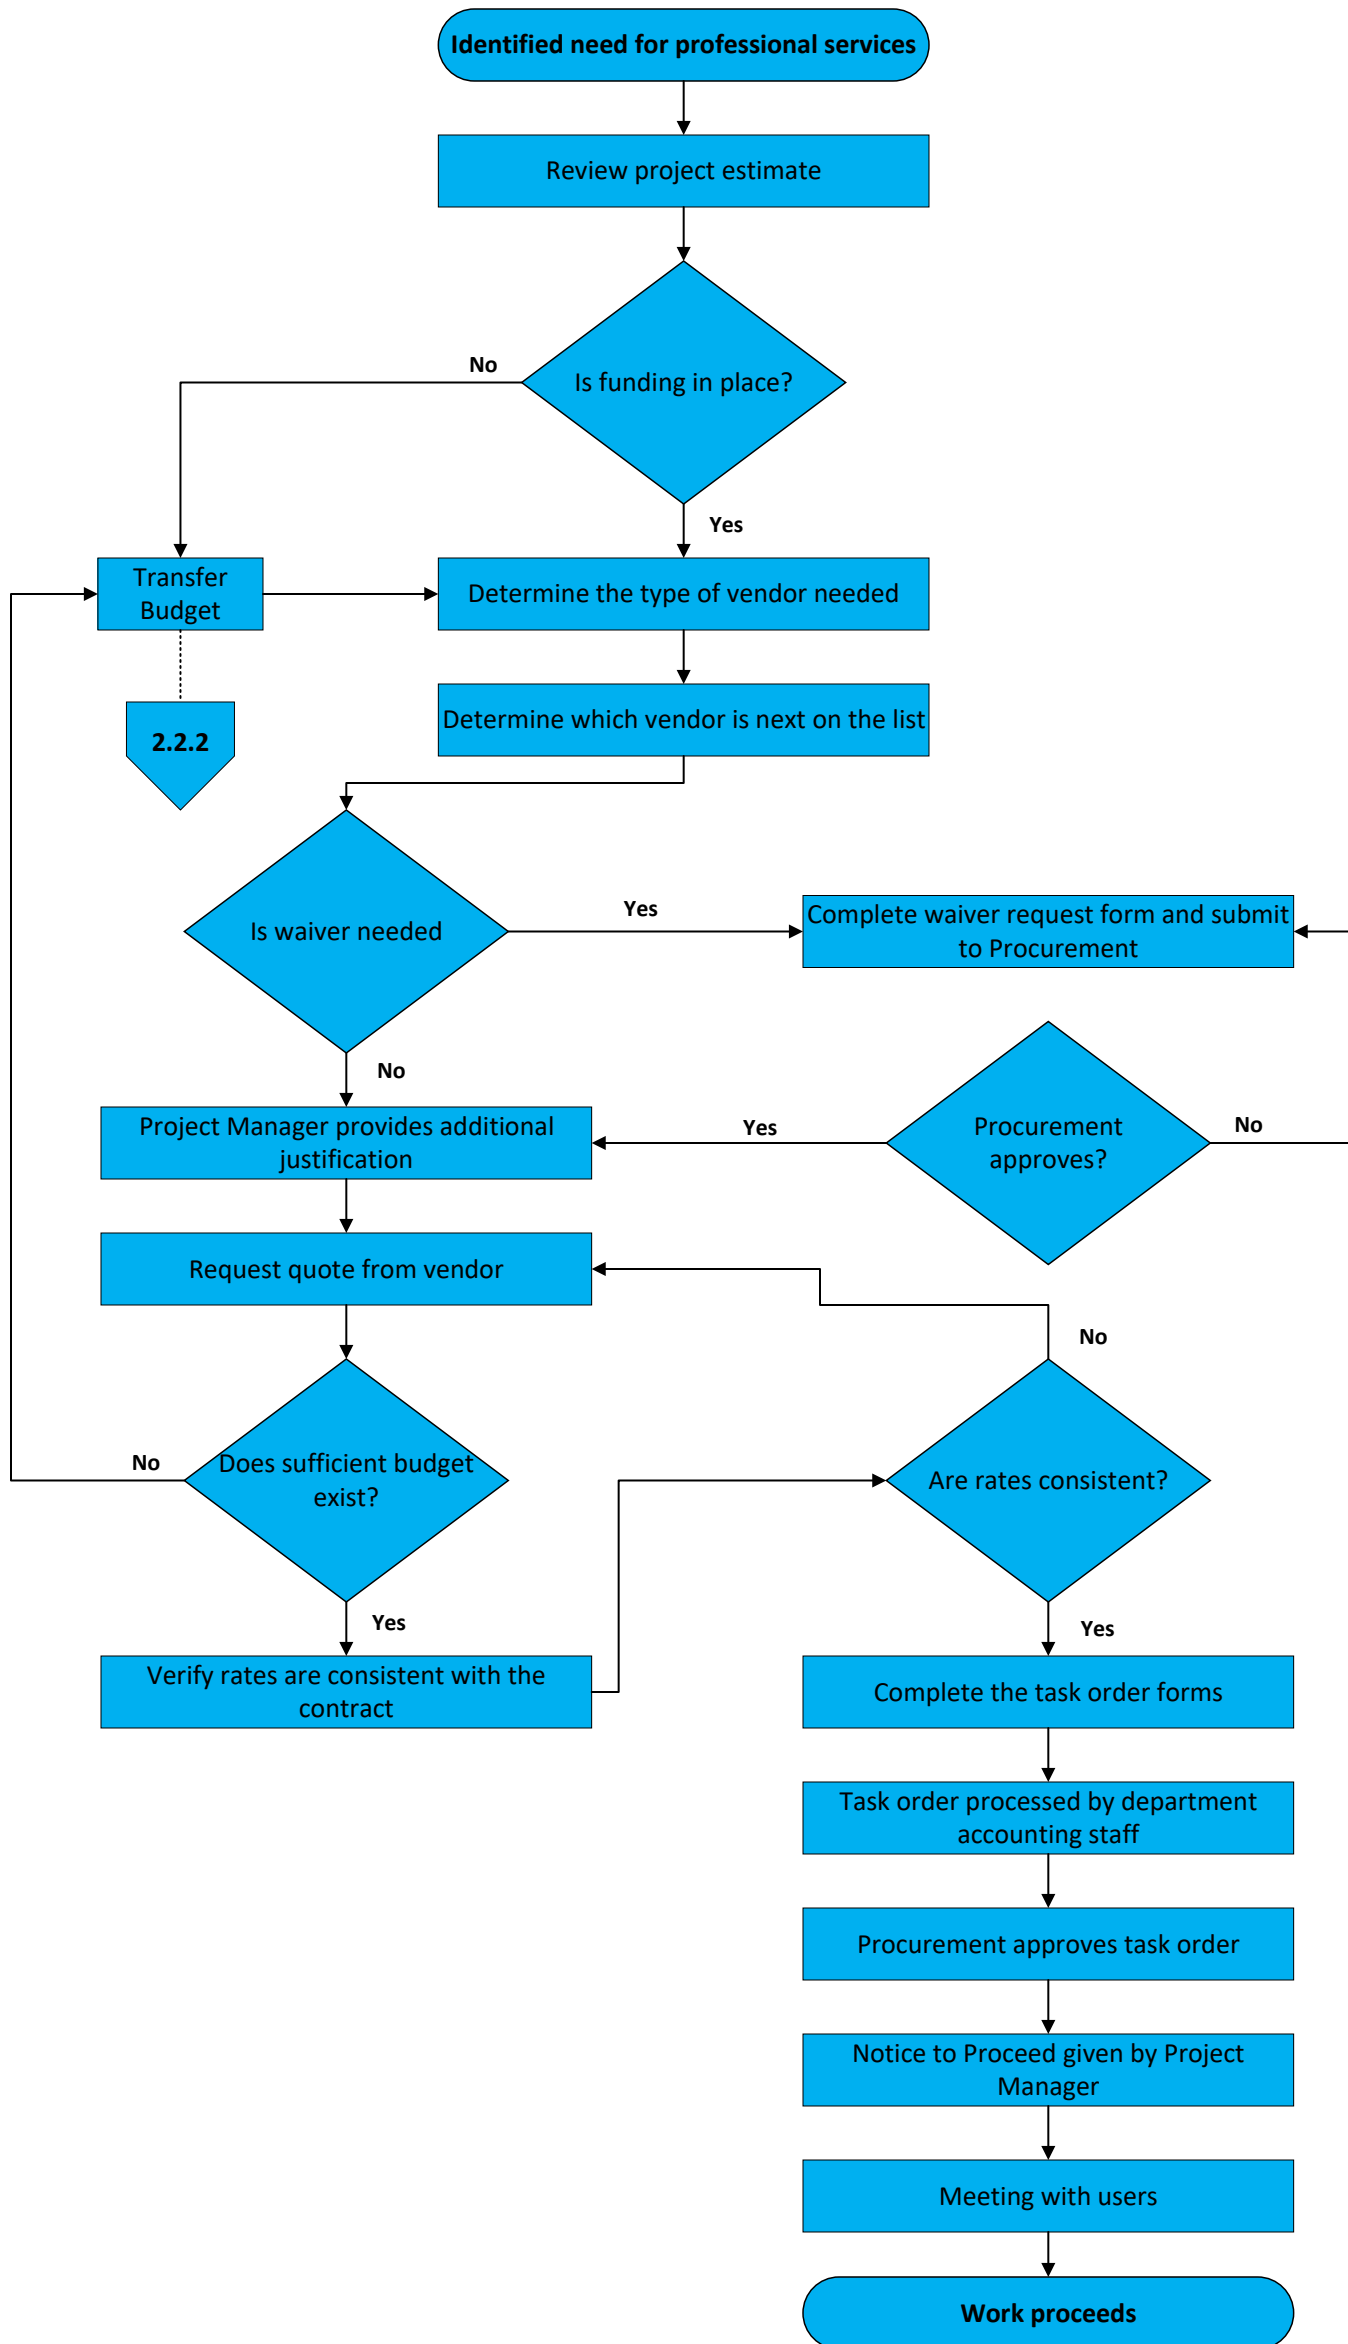 Identified need for professional services
Review project estimate
No
Is funding in place?
Yes
Transfer
Budget
Determine the type of vendor needed
Determine which vendor is next on the list
2.2.2
Is waiver needed
Yes
Complete waiver request form and submit
to Procurement
No
Project Manager provides additional
justification
Yes
Procurement
approves?
No
Request quote from vendor
No
No
Does sufficient budget
exist?
Are rates consistent?
Yes
Yes
Verify rates are consistent with the
contract
Complete the task order forms
Task order processed by department
accounting staff
Procurement approves task order
Notice to Proceed given by Project
Manager
Meeting with users
Work proceeds